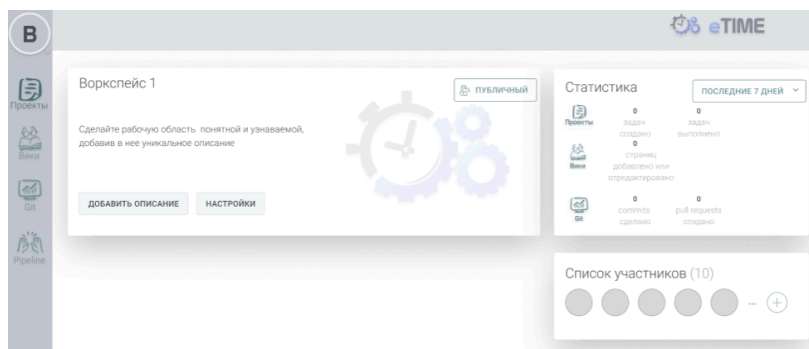 B
eTIME
Проекты
Вики
Git
Pipeline
Воркспейс 1
ПУБЛИЧНЫЙ
Сделайте рабочую область понятной и узнаваемой,
добавив в нее уникальное описание
ДОБАВИТЬ ОПИСАНИЕ НАСТРОЙКИ
Статистика
ПОСЛЕДНИЕ 7 ДНЕЙ
Проекты
0 0
задач задач
создано выполнено
Вики
0
страниц
добавлено или
отредактировано
Git
0 0
commits pull requests
сделано создано
Список участников (10)